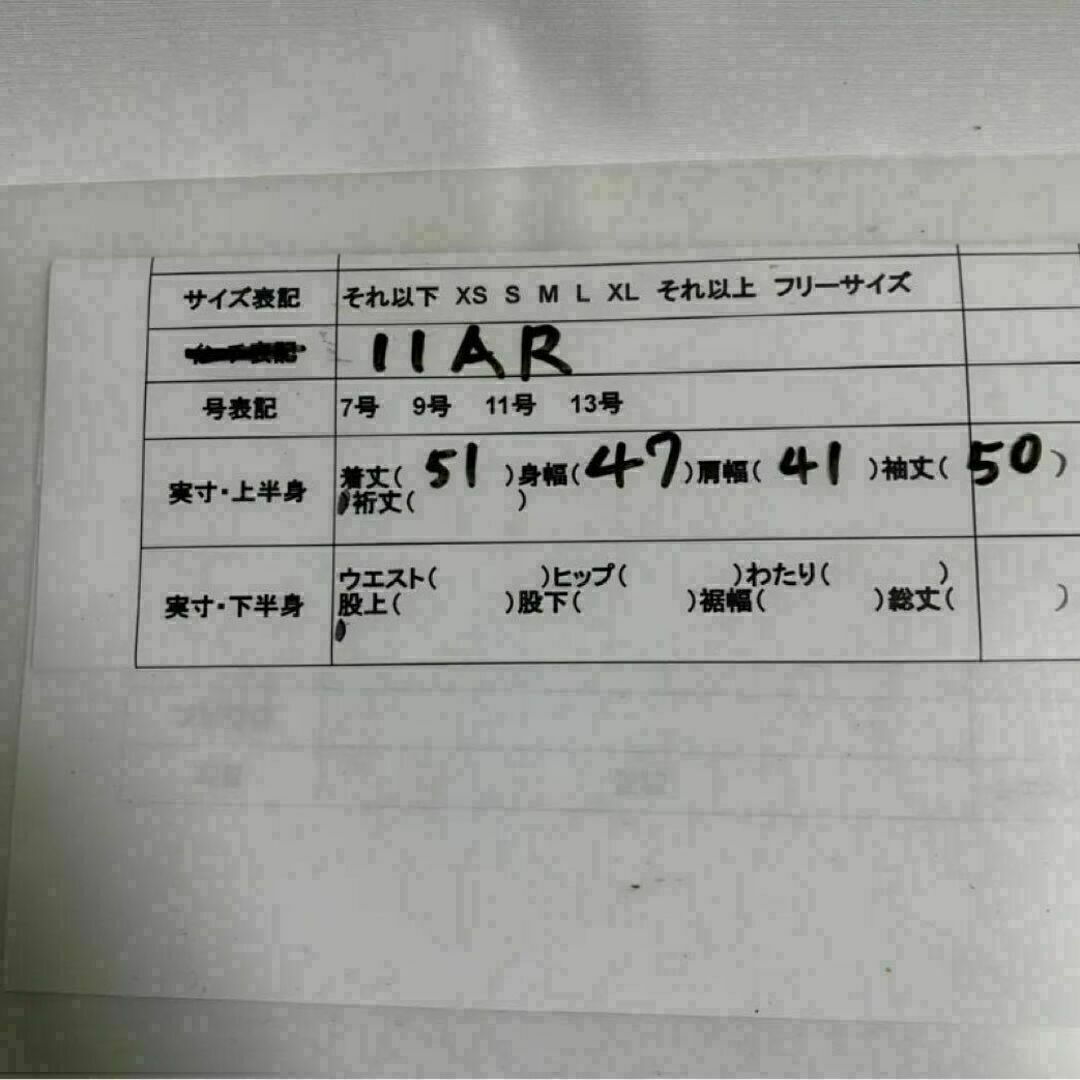 サイズ表記 それ以下 XS S M L XL それ以上 フリーサイズ
11AR
号表記 7号 9号 11号 13号
実寸・上半身 着丈( 51 )身幅( 47 )肩幅( 41 )袖丈( 50 )
裄丈( )
実寸・下半身 ウエスト( )ヒップ( )わたり( )
股上( )股下( )裾幅( )総丈( )